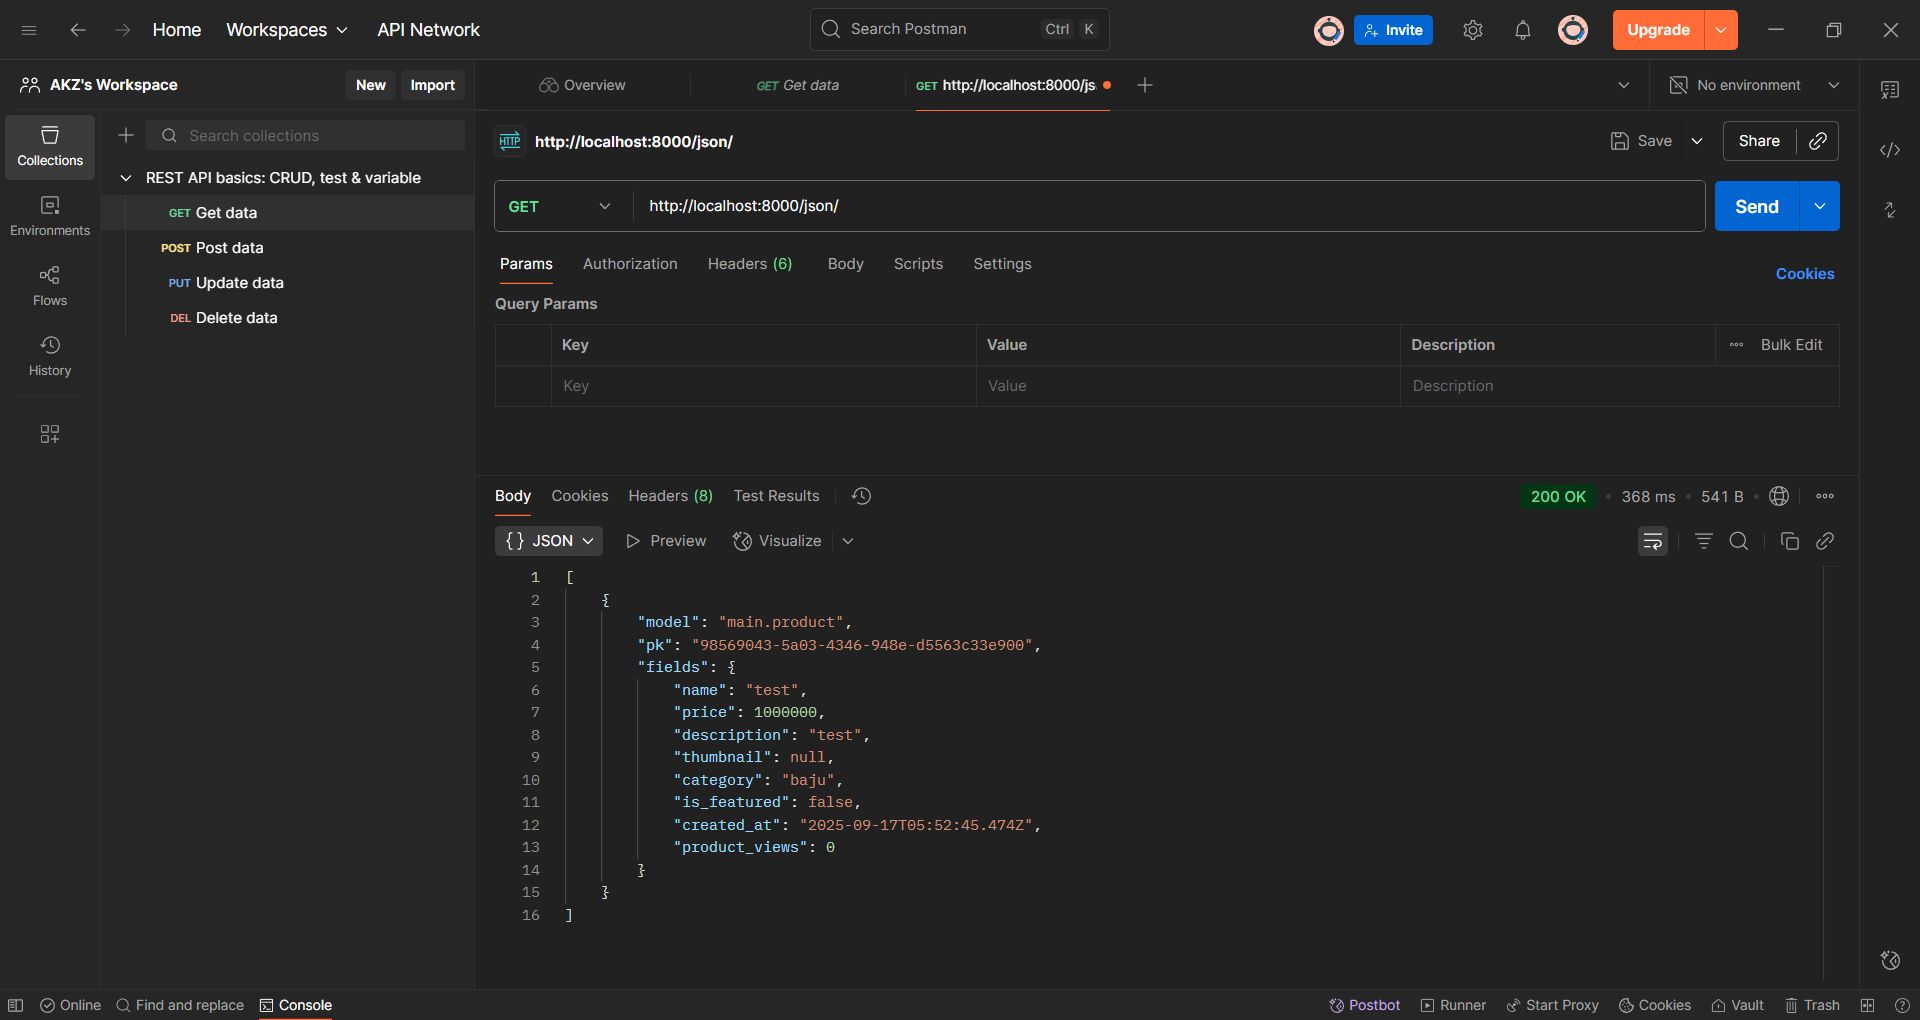 Home Workspaces API Network Search Postman Ctrl K Invite Upgrade
AKZ's Workspace New Import Overview GET Get data GET http://localhost:8000/js No environment
Search collections
Collections
Environments
Flows
History
REST API basics: CRUD, test & variable
GET Get data
POST Post data
PUT Update data
DEL Delete data
HTTP http://localhost:8000/json/ Save Share
GET http://localhost:8000/json/ Send
Params Authorization Headers (6) Body Scripts Settings Cookies
Query Params
Key Value Description Bulk Edit
Key Value Description
Body Cookies Headers (8) Test Results 200 OK 368 ms 541 B
{} JSON Preview Visualize
1 [
2 {
3 "model": "main.product",
4 "pk": "98569043-5a03-4346-948e-d5563c33e900",
5 "fields": {
6 "name": "test",
7 "price": 1000000,
8 "description": "test",
9 "thumbnail": null,
10 "category": "baju",
11 "is_featured": false,
12 "created_at": "2025-09-17T05:52:45.474Z",
13 "product_views": 0
14 }
15 }
16 ]
Online Find and replace Console Postbot Runner Start Proxy Cookies Vault Trash